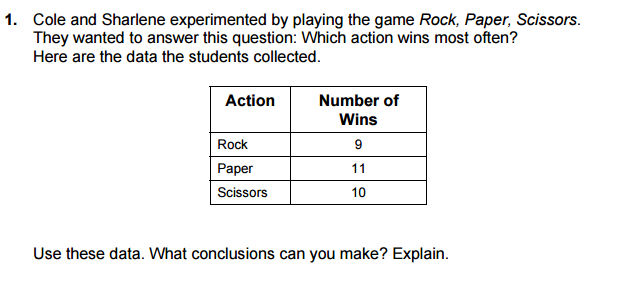 1. Cole and Sharlene experimented by playing the game Rock, Paper, Scissors.
They wanted to answer this question: Which action wins most often?
Here are the data the students collected.
Action Number of
Wins
Rock 9
Paper 11
Scissors 10
Use these data. What conclusions can you make? Explain.